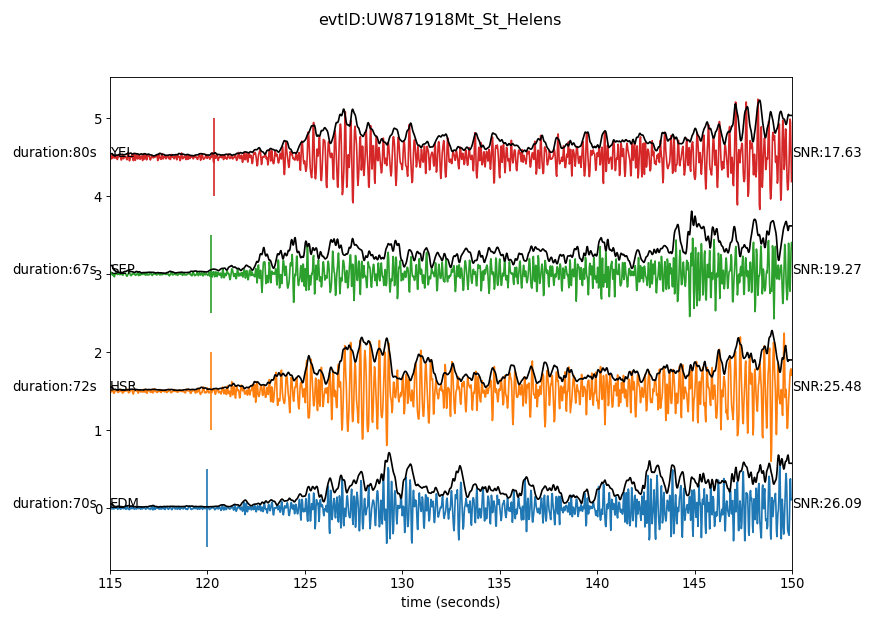 evtID:UW871918Mt_St_Helens
5
duration:80s YEL SNR:17.63
4
duration:67s SEP SNR:19.27
3
2
duration:72s HSR SNR:25.48
1
duration:70s EDM SNR:26.09
0
115 120 125 130 135 140 145 150
time (seconds)